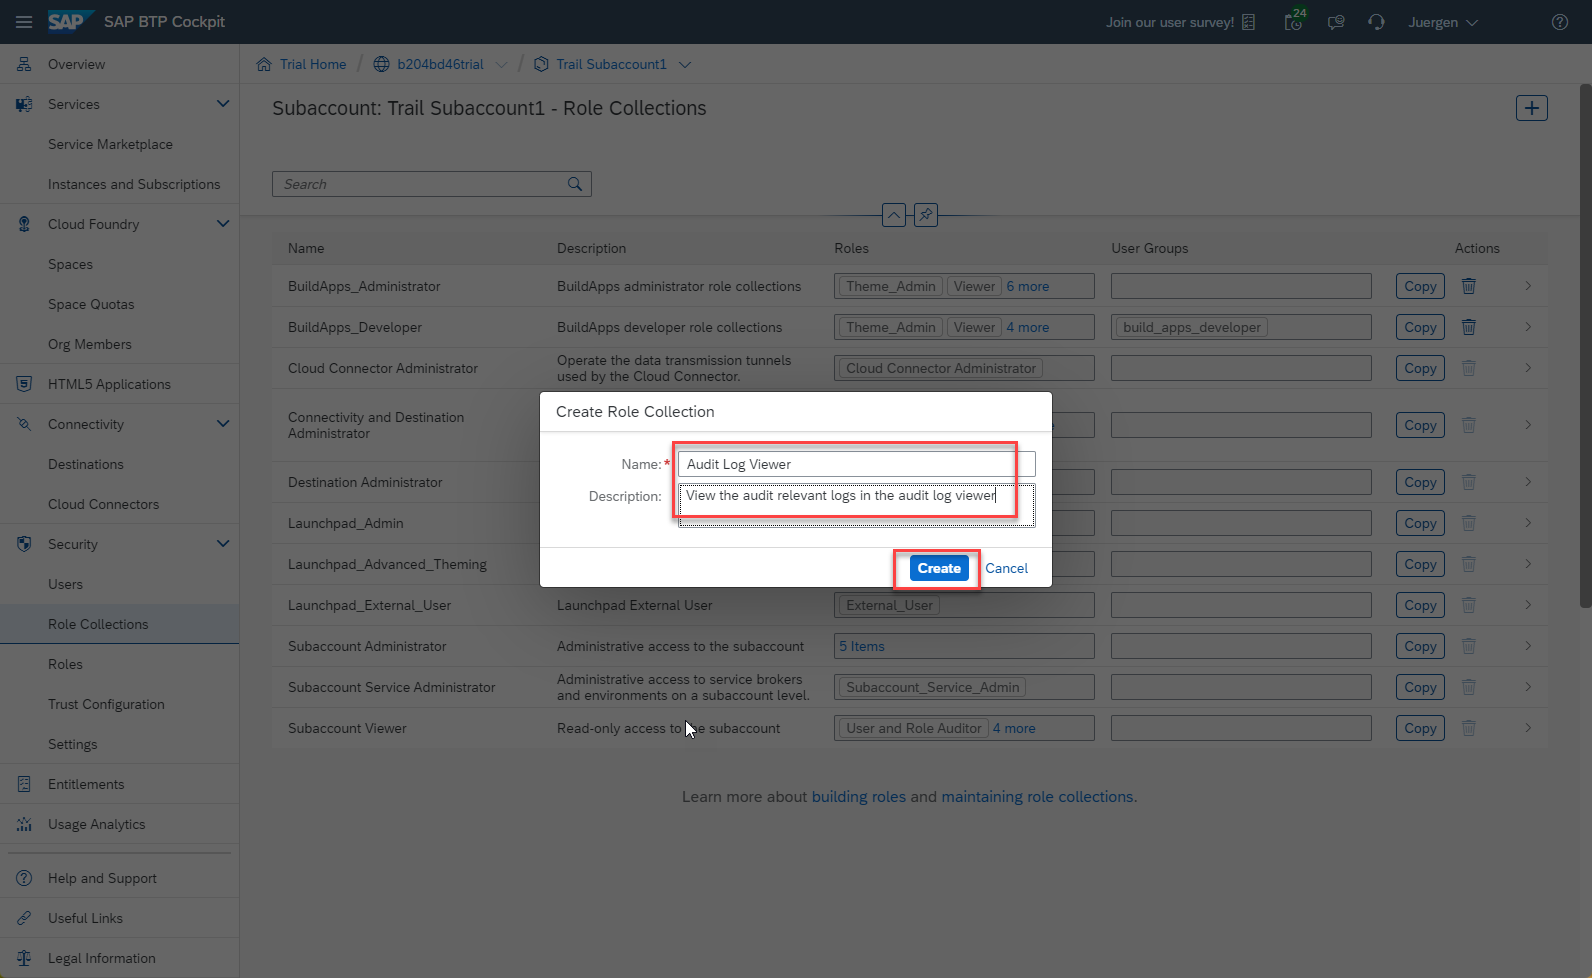 SAP SAP BTP Cockpit
Join our user survey!
24
Juergen
Overview
Services
Service Marketplace
Instances and Subscriptions
Cloud Foundry
Spaces
Space Quotas
Org Members
HTML5 Applications
Connectivity
Destinations
Cloud Connectors
Security
Users
Role Collections
Roles
Trust Configuration
Settings
Entitlements
Usage Analytics
Help and Support
Useful Links
Legal Information
Trial Home / b204bd46trial / Trail Subaccount1
Subaccount: Trail Subaccount1 - Role Collections
Search
Name Description Roles User Groups Actions
BuildApps_Administrator BuildApps administrator role collections Theme_Admin Viewer 6 more Copy
BuildApps_Developer BuildApps developer role collections Theme_Admin Viewer 4 more build_apps_developer Copy
Cloud Connector Administrator Operate the data transmission tunnels
used by the Cloud Connector. Cloud Connector Administrator Copy
Connectivity and Destination
Administrator Copy
Destination Administrator Copy
Launchpad_Admin Copy
Launchpad_Advanced_Theming Copy
Launchpad_External_User Launchpad External User External_User Copy
Subaccount Administrator Administrative access to the subaccount 5 Items Copy
Subaccount Service Administrator Administrative access to service brokers
and environments on a subaccount level. Subaccount_Service_Admin Copy
Subaccount Viewer Read-only access to the subaccount User and Role Auditor 4 more Copy
Learn more about building roles and maintaining role collections.
Create Role Collection
Name:* Audit Log Viewer
Description: View the audit relevant logs in the audit log viewer
Create Cancel